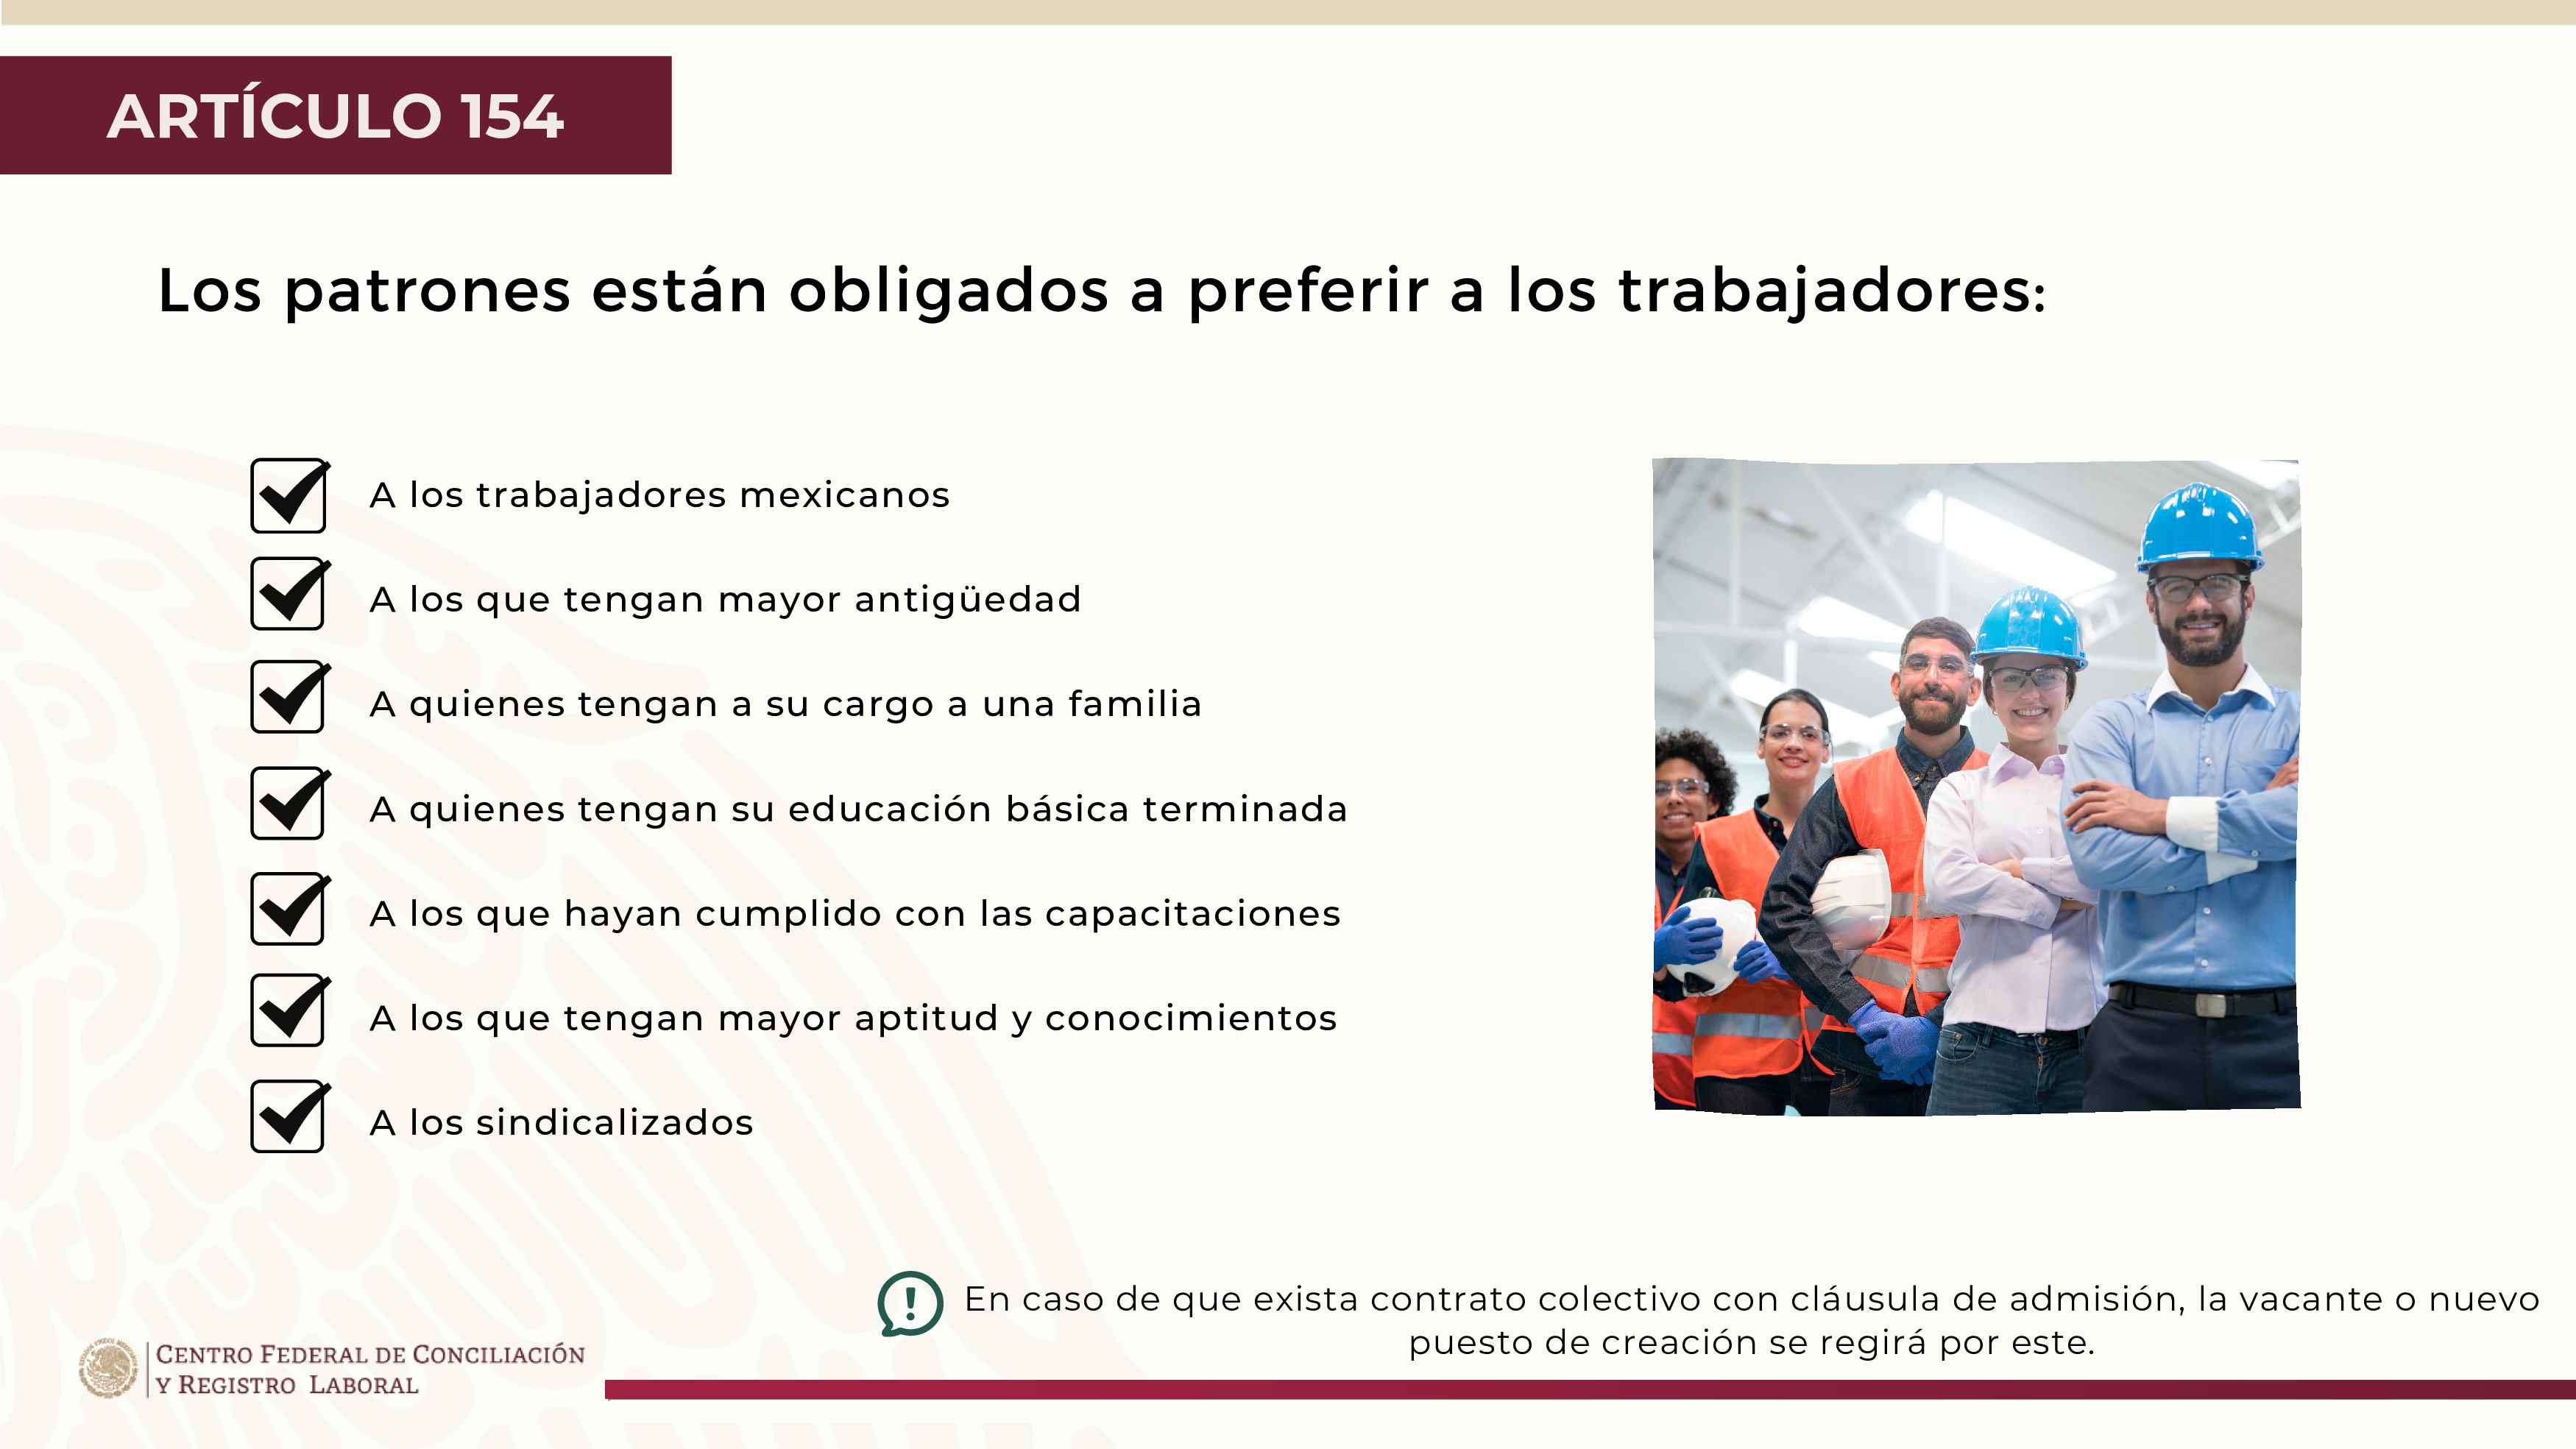 ARTÍCULO 154
Los patrones están obligados a preferir a los trabajadores:
A los trabajadores mexicanos
A los que tengan mayor antigüedad
A quienes tengan a su cargo a una familia
A quienes tengan su educación básica terminada
A los que hayan cumplido con las capacitaciones
A los que tengan mayor aptitud y conocimientos
A los sindicalizados
En caso de que exista contrato colectivo con cláusula de admisión, la vacante o nuevo
puesto de creación se regirá por este.
CENTRO FEDERAL DE CONCILIACIÓN
Y REGISTRO LABORAL